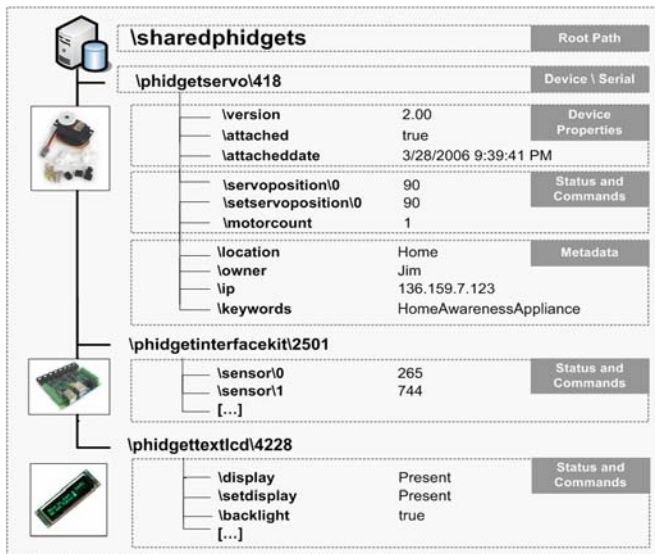 \sharedphidgets Root Path
\phidgetservo\418 Device \ Serial
\version 2.00 Device Properties
\attached true
\attacheddate 3/28/2006 9:39:41 PM
\servoposition\0 90 Status and Commands
\setservoposition\0 90
\motorcount 1
\location Home Metadata
\owner Jim
\ip 136.159.7.123
\keywords HomeAwarenessAppliance
\phidgetinterfacekit\2501
\sensor\0 265 Status and Commands
\sensor\1 744
[...]
\phidgettextlcd\4228
\display Present Status and Commands
\setdisplay Present
\backlight true
[...]